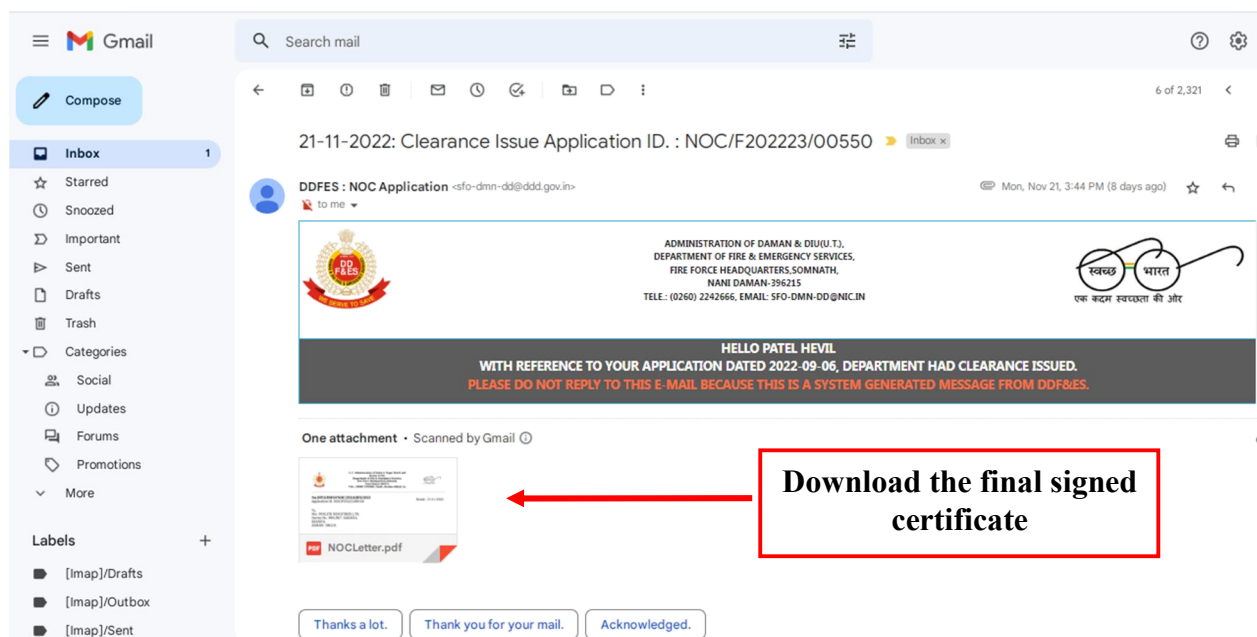 Gmail
Search mail
Compose
6 of 2,321
21-11-2022: Clearance Issue Application ID. : NOC/F202223/00550
Inbox x
Inbox 1
Starred
Snoozed
Important
Sent
Drafts
Trash
Categories
Social
Updates
Forums
Promotions
More
Labels +
[Imap]/Drafts
[Imap]/Outbox
[Imap]/Sent
DDFES : NOC Application <sfo-dmn-dd@ddd.gov.in>
Mon, Nov 21, 3:44 PM (8 days ago)
to me
DD
F&ES
WE SERVE TO SAVE
ADMINISTRATION OF DAMAN & DIU(U.T.),
DEPARTMENT OF FIRE & EMERGENCY SERVICES,
FIRE FORCE HEADQUARTERS,SOMNATH,
NANI DAMAN-396215
TELE.: (0260) 2242666, EMAIL: SFO-DMN-DD@NIC.IN
स्वच्छ भारत
एक कदम स्वच्छता की ओर
HELLO PATEL HEVIL
WITH REFERENCE TO YOUR APPLICATION DATED 2022-09-06, DEPARTMENT HAD CLEARANCE ISSUED.
PLEASE DO NOT REPLY TO THIS E-MAIL BECAUSE THIS IS A SYSTEM GENERATED MESSAGE FROM DDF&ES.
One attachment • Scanned by Gmail
PDF NOCLetter.pdf
Download the final signed
certificate
Thanks a lot.
Thank you for your mail.
Acknowledged.